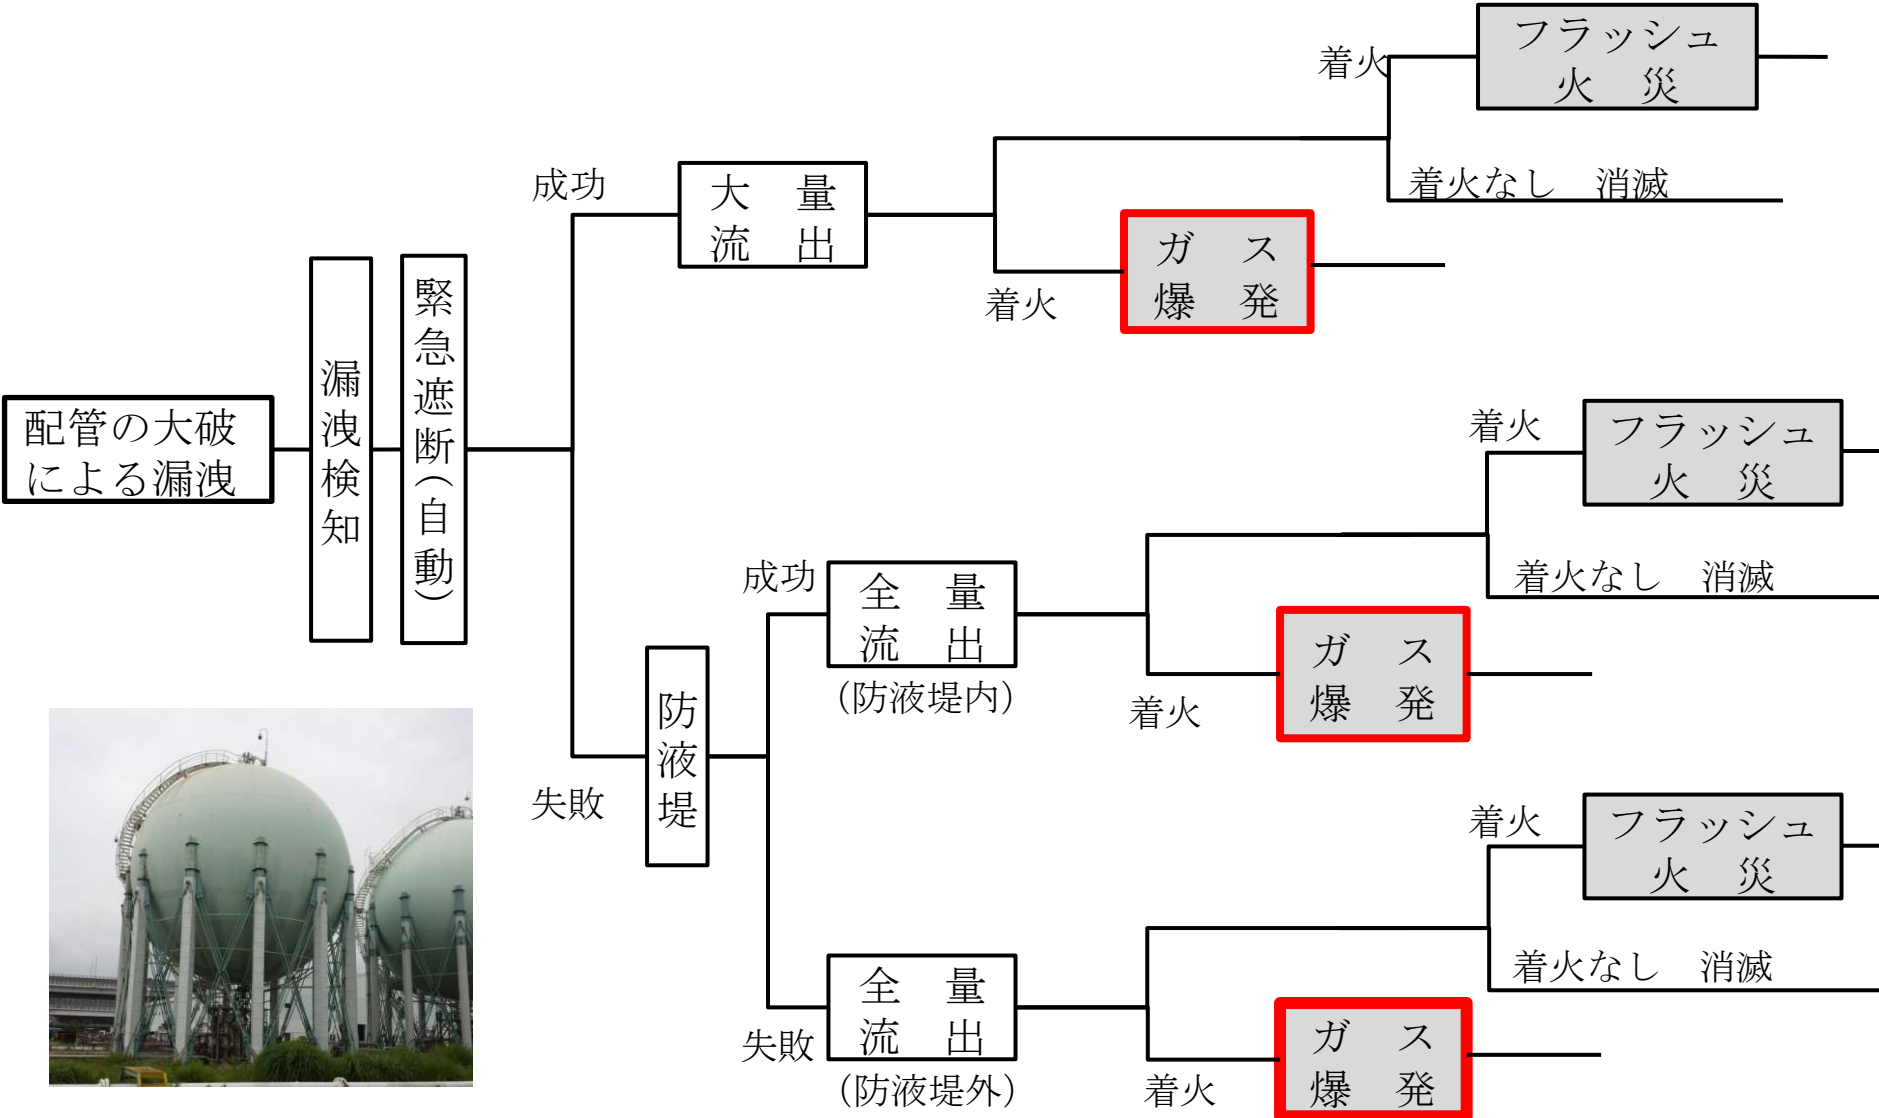 配管の大破
による漏洩
漏洩検知
緊急遮断(自動)
成功
大　量
流　出
着火
フラッシュ
火　災
着火なし　消滅
着火
ガ　ス
爆　発
失敗
防液堤
成功
全　量
流　出
(防液堤内)
着火
フラッシュ
火　災
着火なし　消滅
着火
ガ　ス
爆　発
失敗
全　量
流　出
(防液堤外)
着火
フラッシュ
火　災
着火なし　消滅
着火
ガ　ス
爆　発